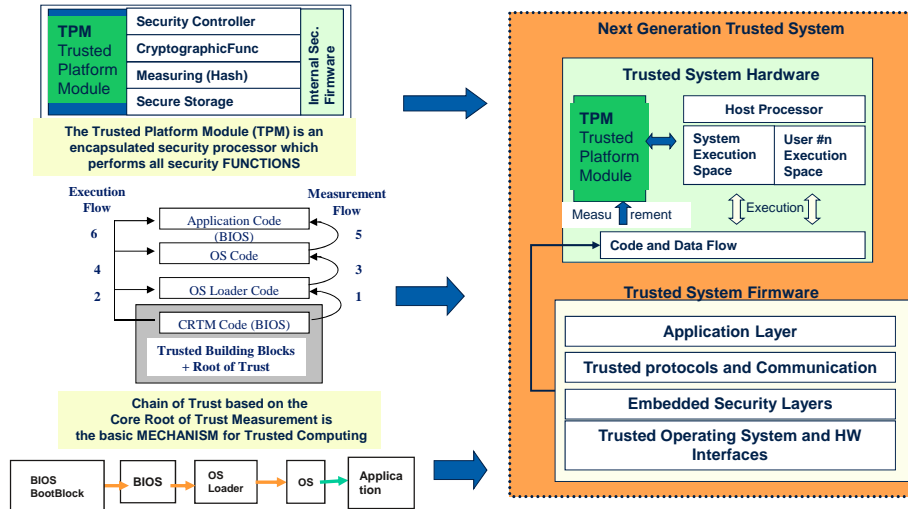 TPM
Trusted
Platform
Module
Security Controller
CryptographicFunc
Measuring (Hash)
Secure Storage
Internal Sec.
Firmware
The Trusted Platform Module (TPM) is an
encapsulated security processor which
performs all security FUNCTIONS
Execution
Flow
Measurement
Flow
6
Application Code
(BIOS)
5
OS Code
4
3
2
OS Loader Code
1
CRTM Code (BIOS)
Trusted Building Blocks
+ Root of Trust
Chain of Trust based on the
Core Root of Trust Measurement is
the basic MECHANISM for Trusted Computing
BIOS
BootBlock
BIOS
OS
Loader
OS
Applica
tion
Next Generation Trusted System
Trusted System Hardware
TPM
Trusted
Platform
Module
Host Processor
System
Execution
Space
User #n
Execution
Space
Measu rement
Execution
Code and Data Flow
Trusted System Firmware
Application Layer
Trusted protocols and Communication
Embedded Security Layers
Trusted Operating System and HW
Interfaces